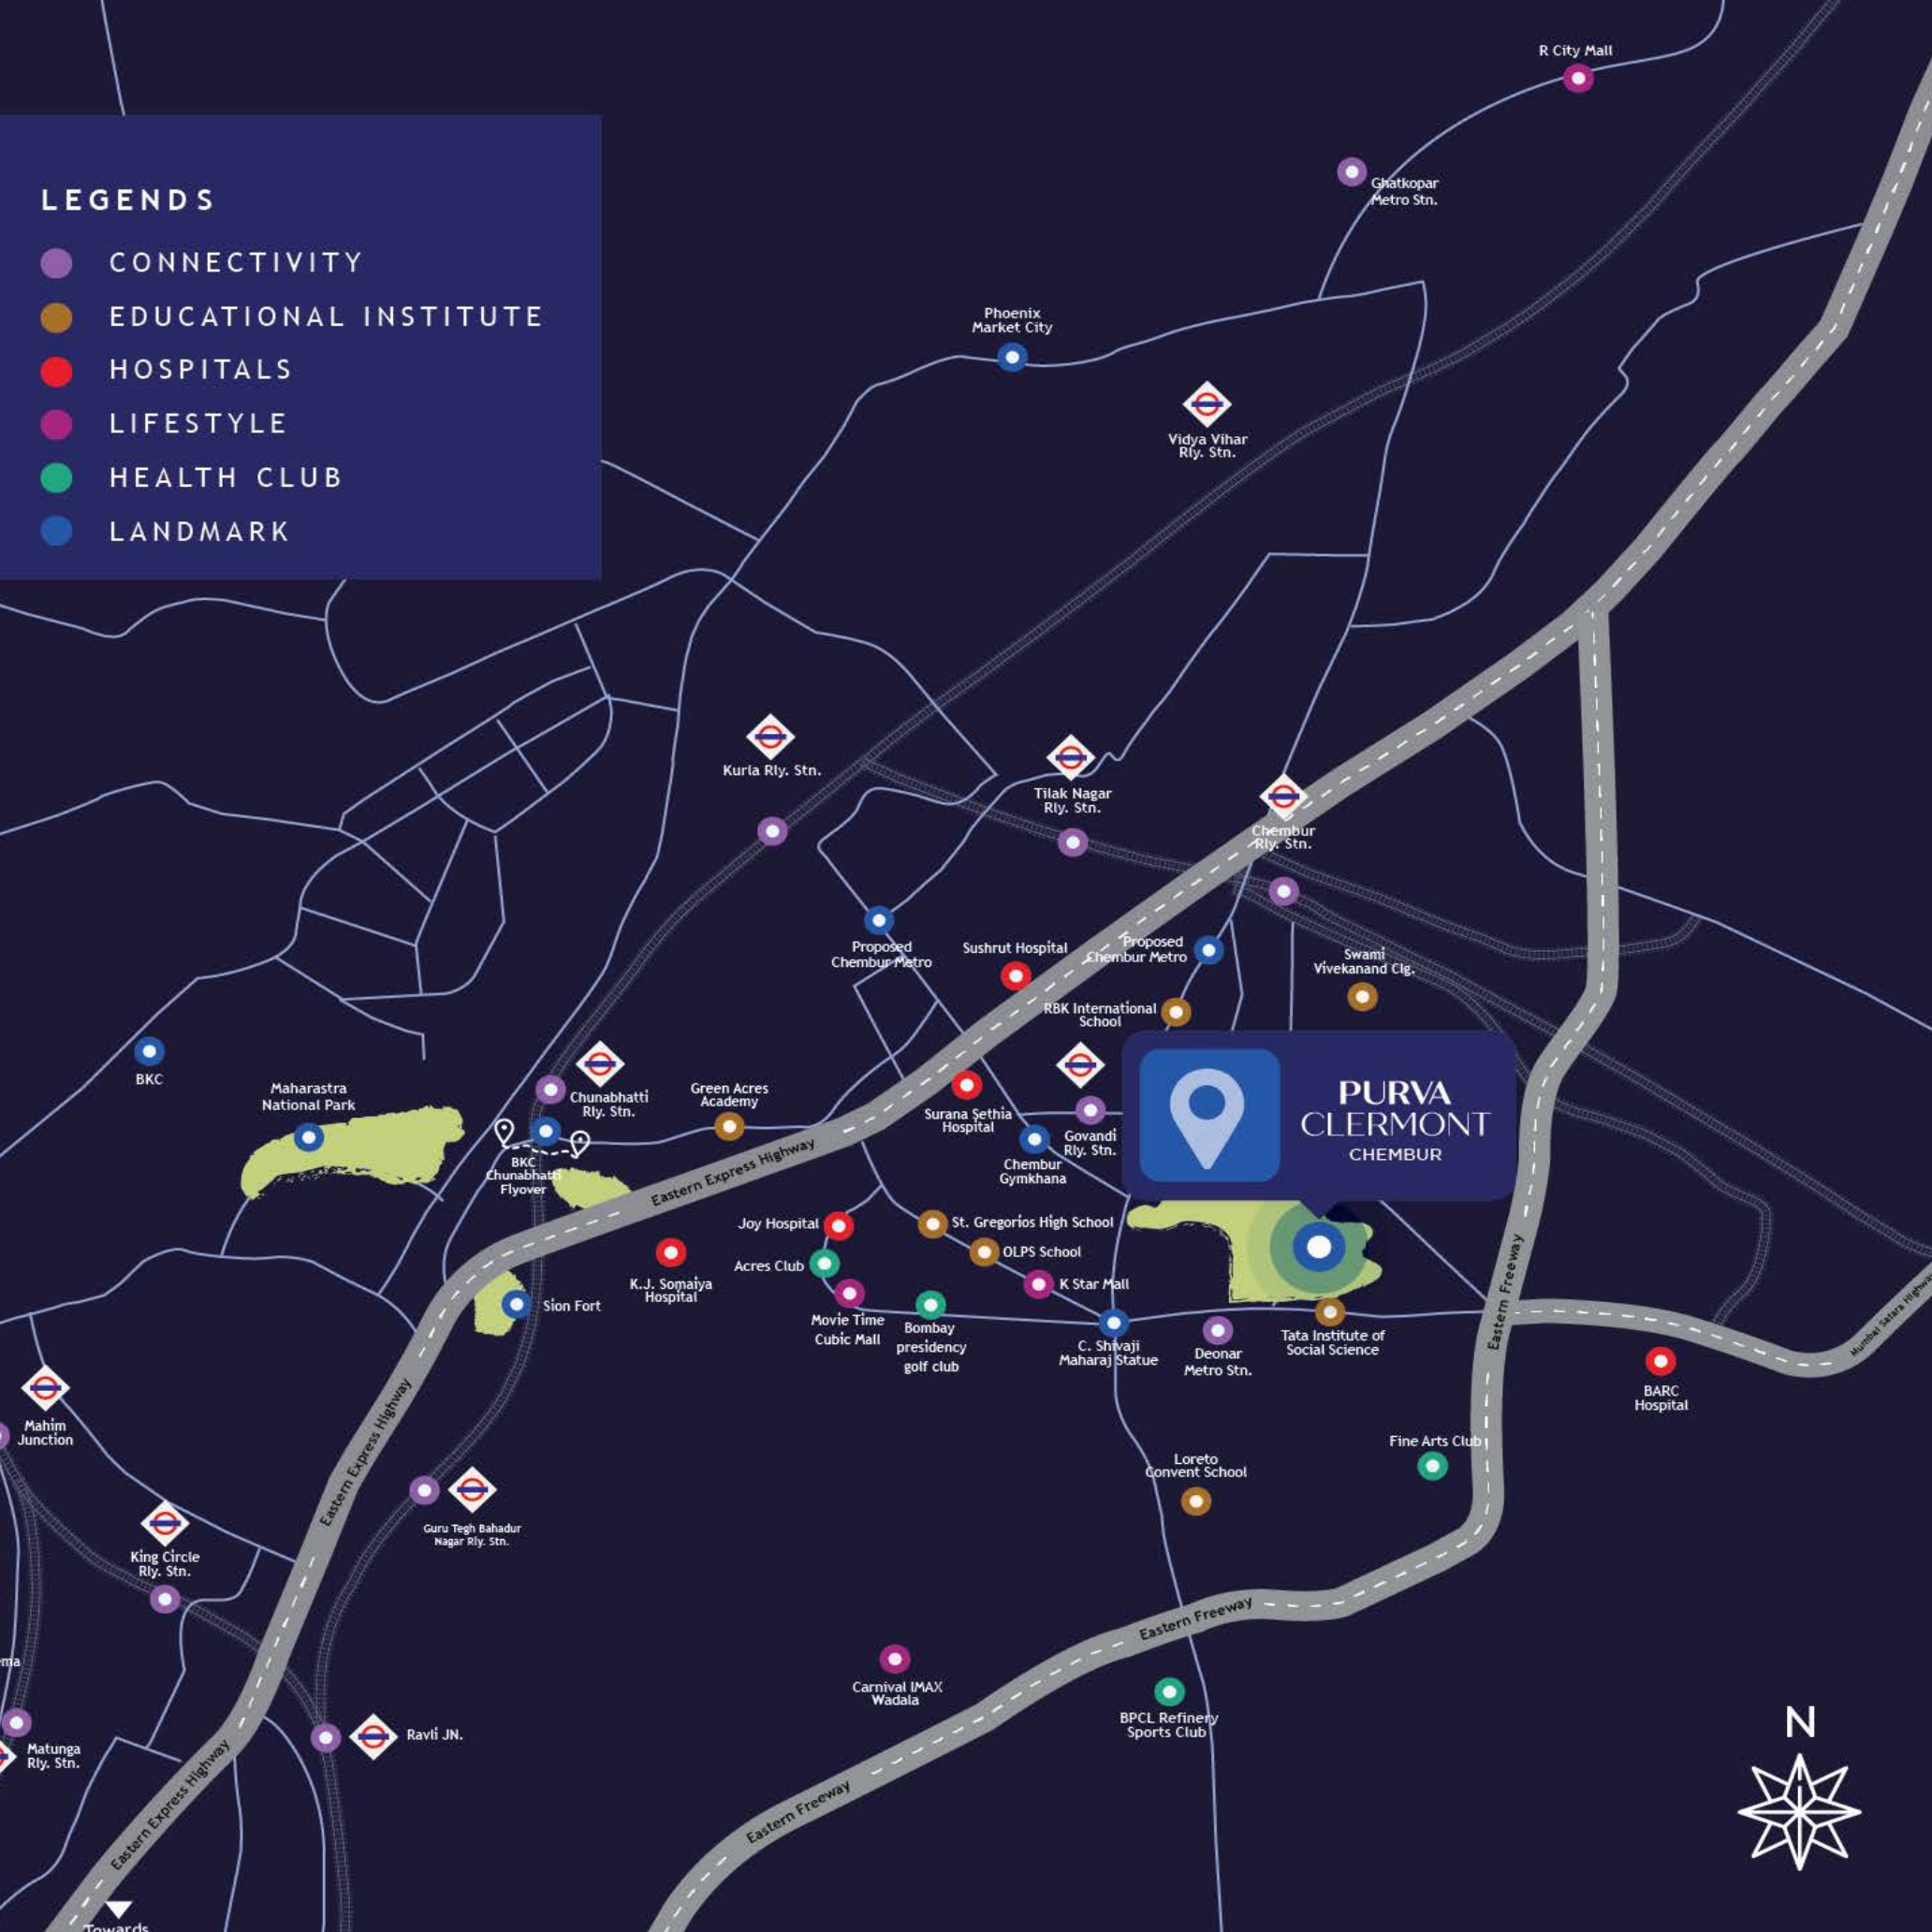 R City Mall
LEGENDS
CONNECTIVITY
EDUCATIONAL INSTITUTE
HOSPITALS
LIFESTYLE
HEALTH CLUB
LANDMARK
Ghatkopar
Metro Stn.
Phoenix
Market City
Vidya Vihar
Rly. Stn.
Kurla Rly. Stn.
Tilak Nagar
Rly. Stn.
Chembur
Rly. Stn.
Proposed
Chembur Metro
Sushrut Hospital
Proposed
Chembur Metro
Swami
Vivekanand Clg.
RBK International
School
BKC
Maharastra
National Park
Chunabhatti
Rly. Stn.
Green Acres
Academy
Surana Sethia
Hospital
Govandi
Rly. Stn.
PURVA
CLERMONT
CHEMBUR
BKC
Chunabhatti
Flyover
Eastern Express Highway
Chembur
Gymkhana
Joy Hospital
St. Gregorios High School
Acres Club
OLPS School
K.J. Somaiya
Hospital
K Star Mall
Sion Fort
Movie Time
Cubic Mall
Bombay
presidency
golf club
C. Shivaji
Maharaj Statue
Deonar
Metro Stn.
Tata Institute of
Social Science
Eastern Freeway
Mumbai Satara Highway
BARC
Hospital
Mahim
Junction
Eastern Express Highway
Fine Arts Club
Loreto
Convent School
Guru Tegh Bahadur
Nagar Rly. Stn.
King Circle
Rly. Stn.
Eastern Freeway
ma
Carnival IMAX
Wadala
BPCL Refinery
Sports Club
N
Ravli JN.
Matunga
Rly. Stn.
Eastern Express Highway
Eastern Freeway
Towards